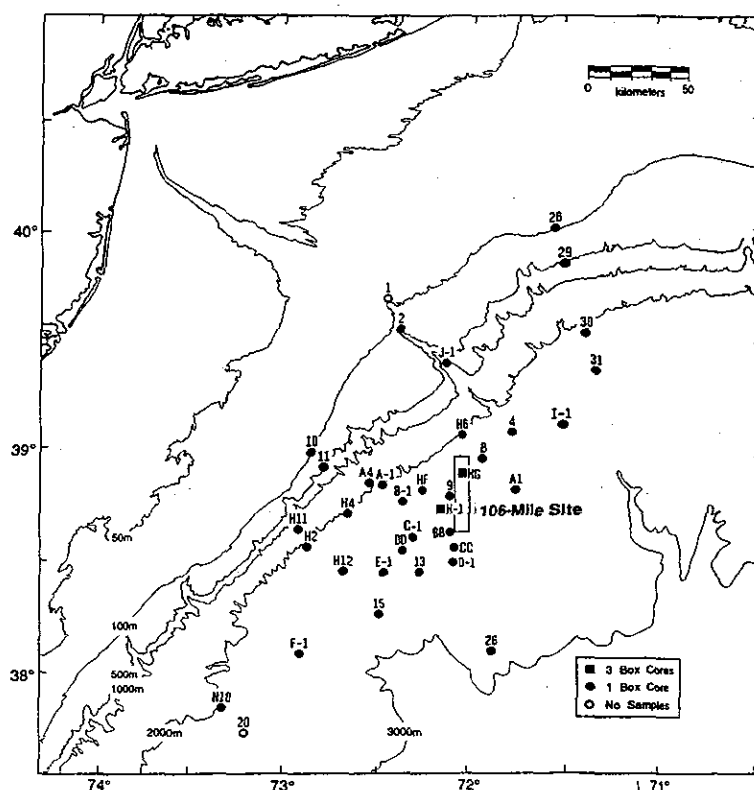 0 50
kilometers
40°
26
29
1
2
J-1
30
31
39°
H6
4
I-1
8
10
11
A4
A-1
HF
B-1
9
HG
A1
H-1
106-Mile Site
H4
H11
H2
C-1
BB
DD
CC
D-1
H12
E-1
13
15
50m
100m
38°
F-1
26
500m
1000m
N10
20
2000m
3000m
3 Box Cores
1 Box Core
No Samples
74°
73°
72°
71°